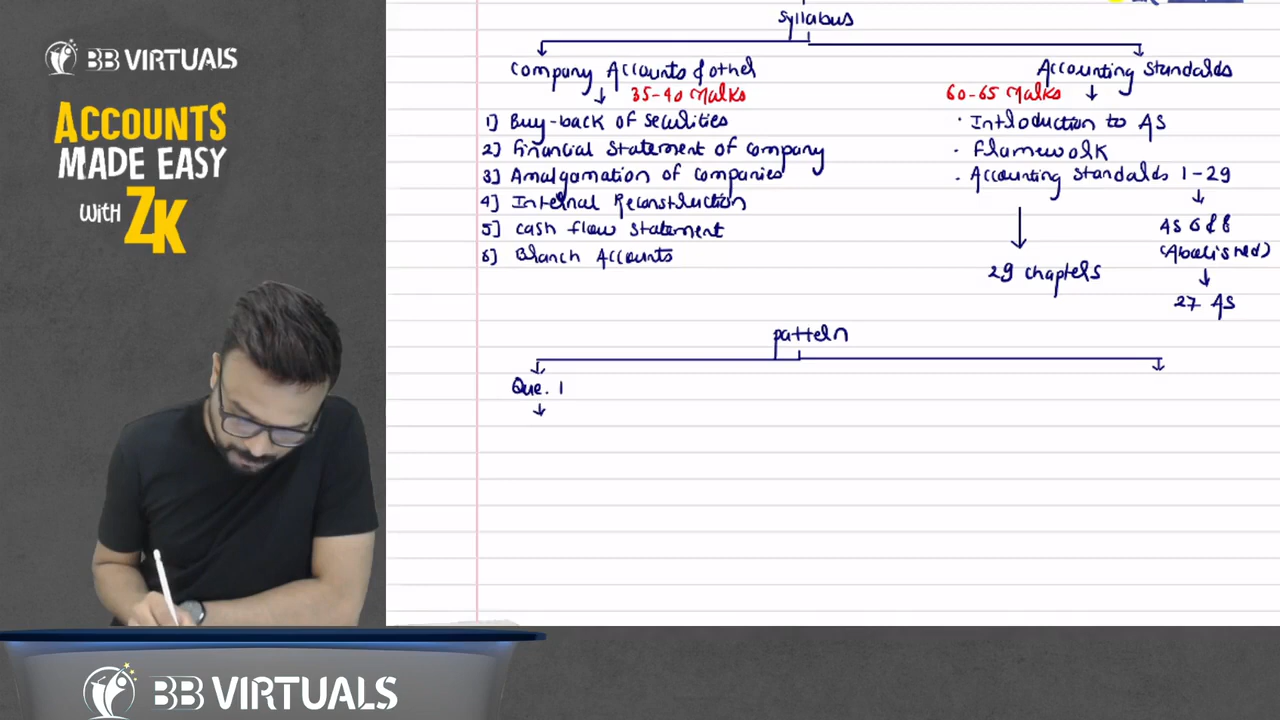 BB VIRTUALS
ACCOUNTS
MADE EASY
with ZK
Syllabus
Company Accounts & other
35-40 Marks
1] Buy-back of Securities
2] Financial Statement of company
3] Amalgamation of companies
4] Internal Reconstruction
5] cash flow statement
6] Branch Accounts
Accounting Standards
60-65 Marks
· Introduction to AS
· Framework
· Accounting Standards 1-29
29 chapters
AS 6 & 8
(Abolished)
27 AS
pattern
Que. 1
BB VIRTUALS